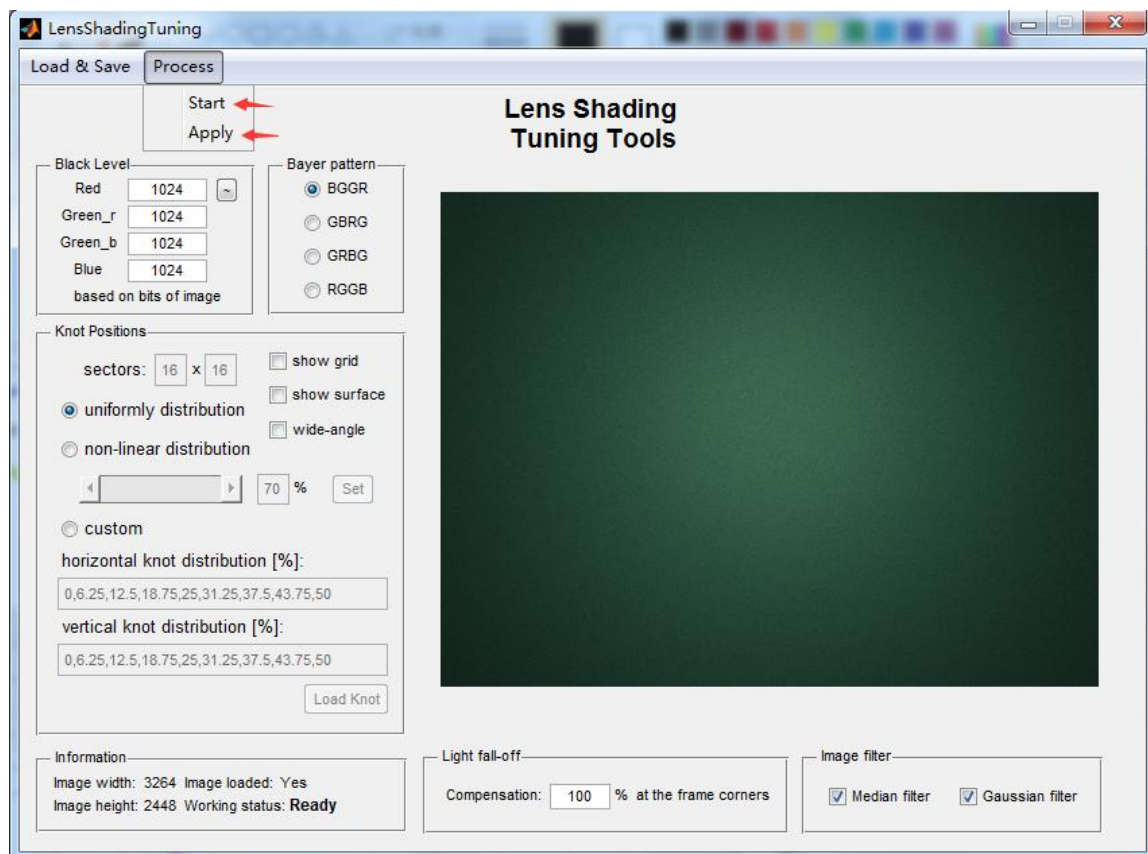 LensShadingTuning
Load & Save Process
Start
Apply
Lens Shading
Tuning Tools
Black Level
Red 1024 ~
Green_r 1024
Green_b 1024
Blue 1024
based on bits of image
Bayer pattern
BGGR
GBRG
GRBG
RGGB
Knot Positions
sectors: 16 x 16
show grid
show surface
wide-angle
uniformly distribution
non-linear distribution
70 % Set
custom
horizontal knot distribution [%]:
0,6.25,12.5,18.75,25,31.25,37.5,43.75,50
vertical knot distribution [%]:
0,6.25,12.5,18.75,25,31.25,37.5,43.75,50
Load Knot
Information
Image width: 3264 Image loaded: Yes
Image height: 2448 Working status: Ready
Light fall-off
Compensation: 100 % at the frame corners
Image filter
Median filter Gaussian filter